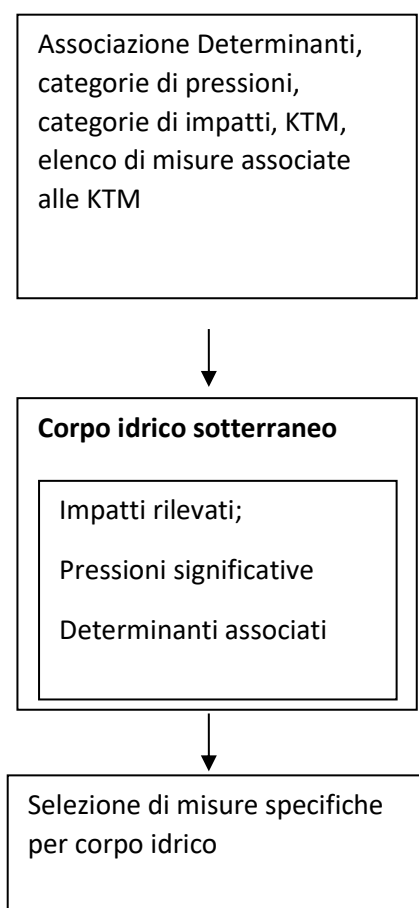 Associazione Determinanti,
categorie di pressioni,
categorie di impatti, KTM,
elenco di misure associate
alle KTM
Corpo idrico sotterraneo
Impatti rilevati;
Pressioni significative
Determinanti associati
Selezione di misure specifiche
per corpo idrico